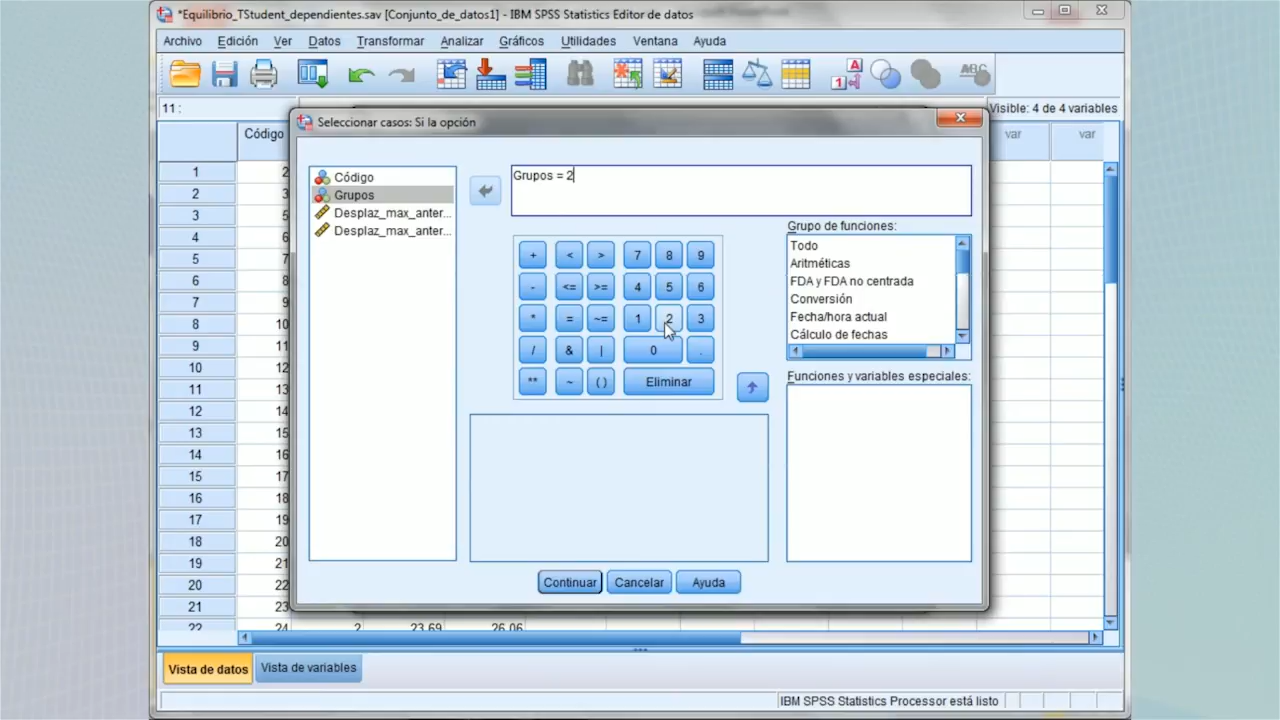 *Equilibrio_TStudent_dependientes.sav [Conjunto_de_datos1] - IBM SPSS Statistics Editor de datos
Archivo Edición Ver Datos Transformar Analizar Gráficos Utilidades Ventana Ayuda
11 :
Visible: 4 de 4 variables
Seleccionar casos: Si la opción
Código
var var
Código
Grupos
Desplaz_max_anter...
Desplaz_max_anter...
Grupos = 2
Grupo de funciones:
Todo
Aritméticas
FDA y FDA no centrada
Conversión
Fecha/hora actual
Cálculo de fechas
Funciones y variables especiales:
+ < > 7 8 9
- <= >= 4 5 6
* = ~= 1 2 3
/ & | 0 .
** ~ ( ) Eliminar
Continuar Cancelar Ayuda
1 2
2 3
3 5
4 6
5 7
6 8
7 9
8 10
9 11
10 12
11 13
12 14
13 15
14 16
15 17
16 18
17 19
18 20
19 21
20 22
21 23
22 24 2 23,69 26,06
Vista de datos Vista de variables
IBM SPSS Statistics Processor está listo